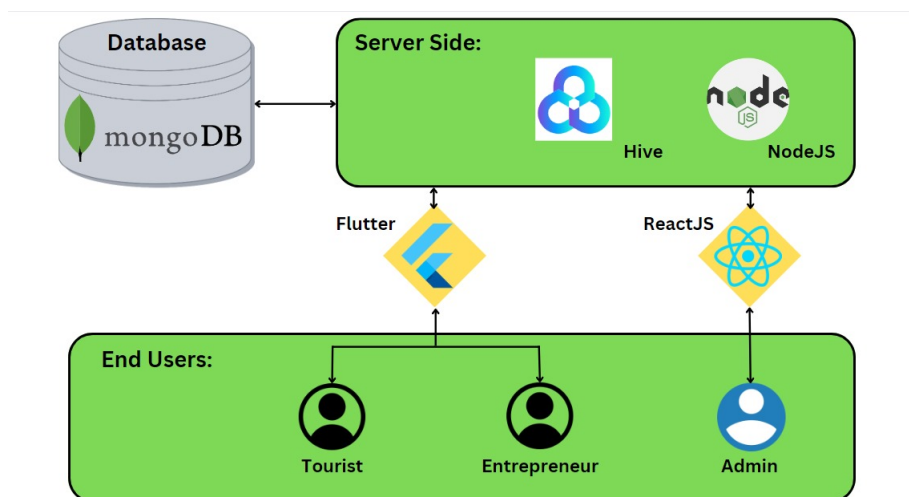 Database
mongoDB
Server Side:
node
JS
Hive
NodeJS
Flutter
ReactJS
End Users:
Tourist
Entrepreneur
Admin